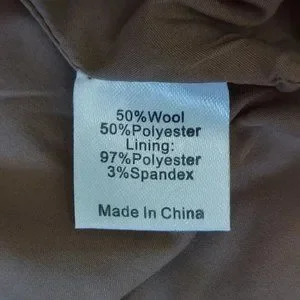 50%Wool
50%Polyester
Lining:
97%Polyester
3%Spandex
Made In China